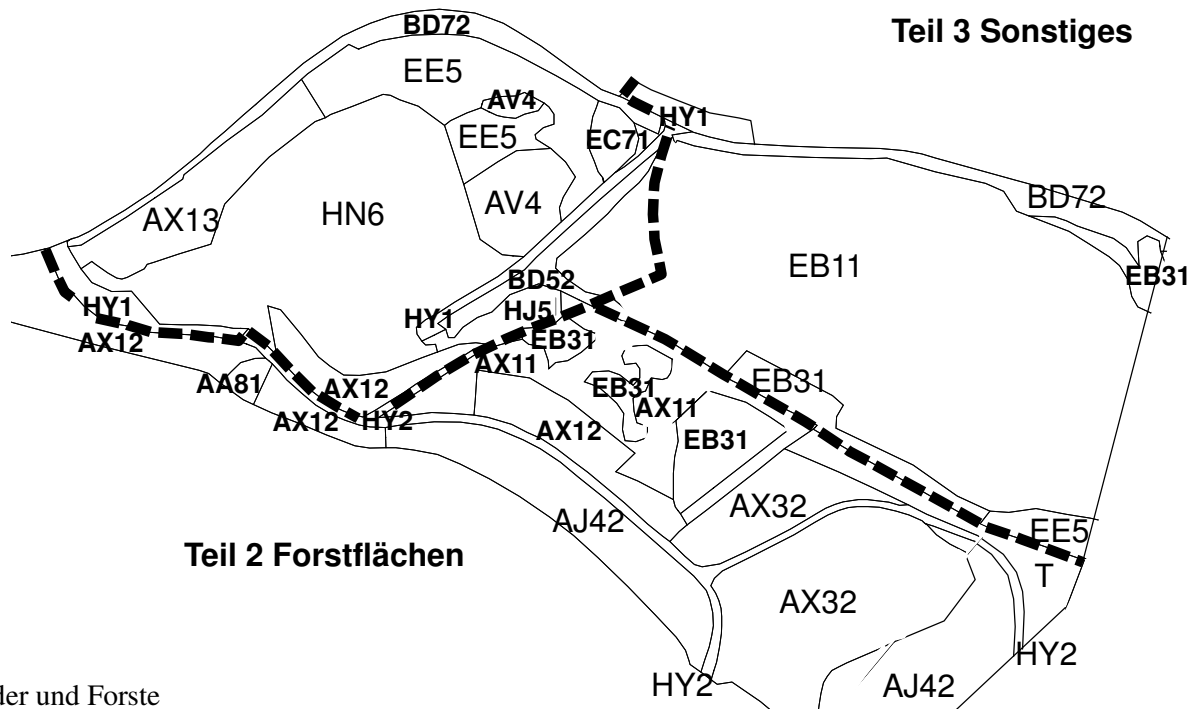 BD72
Teil 3 Sonstiges
EE5
AV4
HY1
EE5
EC71
BD72
AX13
HN6
AV4
EB11
EB31
BD52
HY1
HJ5
HY1
AX12
EB31
AX11
AA81
AX12
EB31
EB31
AX11
AX12
HY2
AX12
EB31
AX32
AJ42
EE5
Teil 2 Forstflächen
T
AX32
HY2
HY2
AJ42
der und Forste